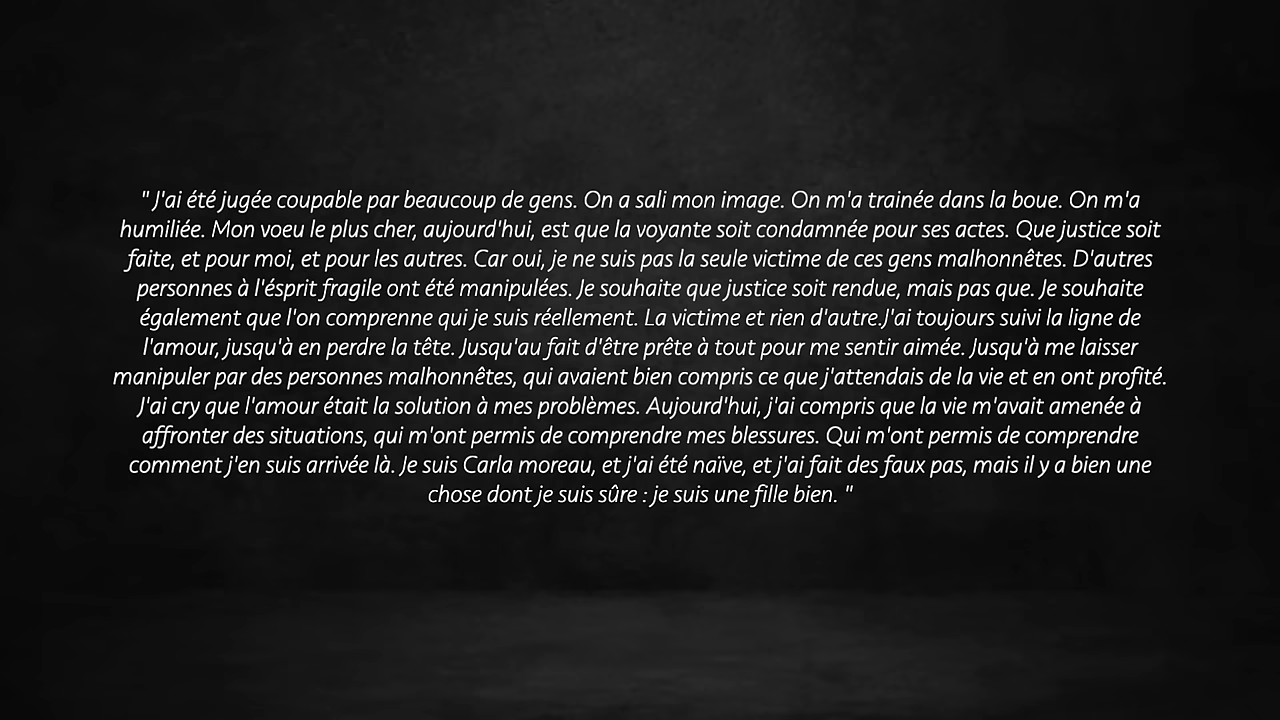 " J'ai été jugée coupable par beaucoup de gens. On a sali mon image. On m'a trainée dans la boue. On m'a
humiliée. Mon voeu le plus cher, aujourd'hui, est que la voyante soit condamnée pour ses actes. Que justice soit
faite, et pour moi, et pour les autres. Car oui, je ne suis pas la seule victime de ces gens malhonnêtes. D'autres
personnes à l'ésprit fragile ont été manipulées. Je souhaite que justice soit rendue, mais pas que. Je souhaite
également que l'on comprenne qui je suis réellement. La victime et rien d'autre.J'ai toujours suivi la ligne de
l'amour, jusqu'à en perdre la tête. Jusqu'au fait d'être prête à tout pour me sentir aimée. Jusqu'à me laisser
manipuler par des personnes malhonnêtes, qui avaient bien compris ce que j'attendais de la vie et en ont profité.
J'ai cry que l'amour était la solution à mes problèmes. Aujourd'hui, j'ai compris que la vie m'avait amenée à
affronter des situations, qui m'ont permis de comprendre mes blessures. Qui m'ont permis de comprendre
comment j'en suis arrivée là. Je suis Carla moreau, et j'ai été naïve, et j'ai fait des faux pas, mais il y a bien une
chose dont je suis sûre : je suis une fille bien. "